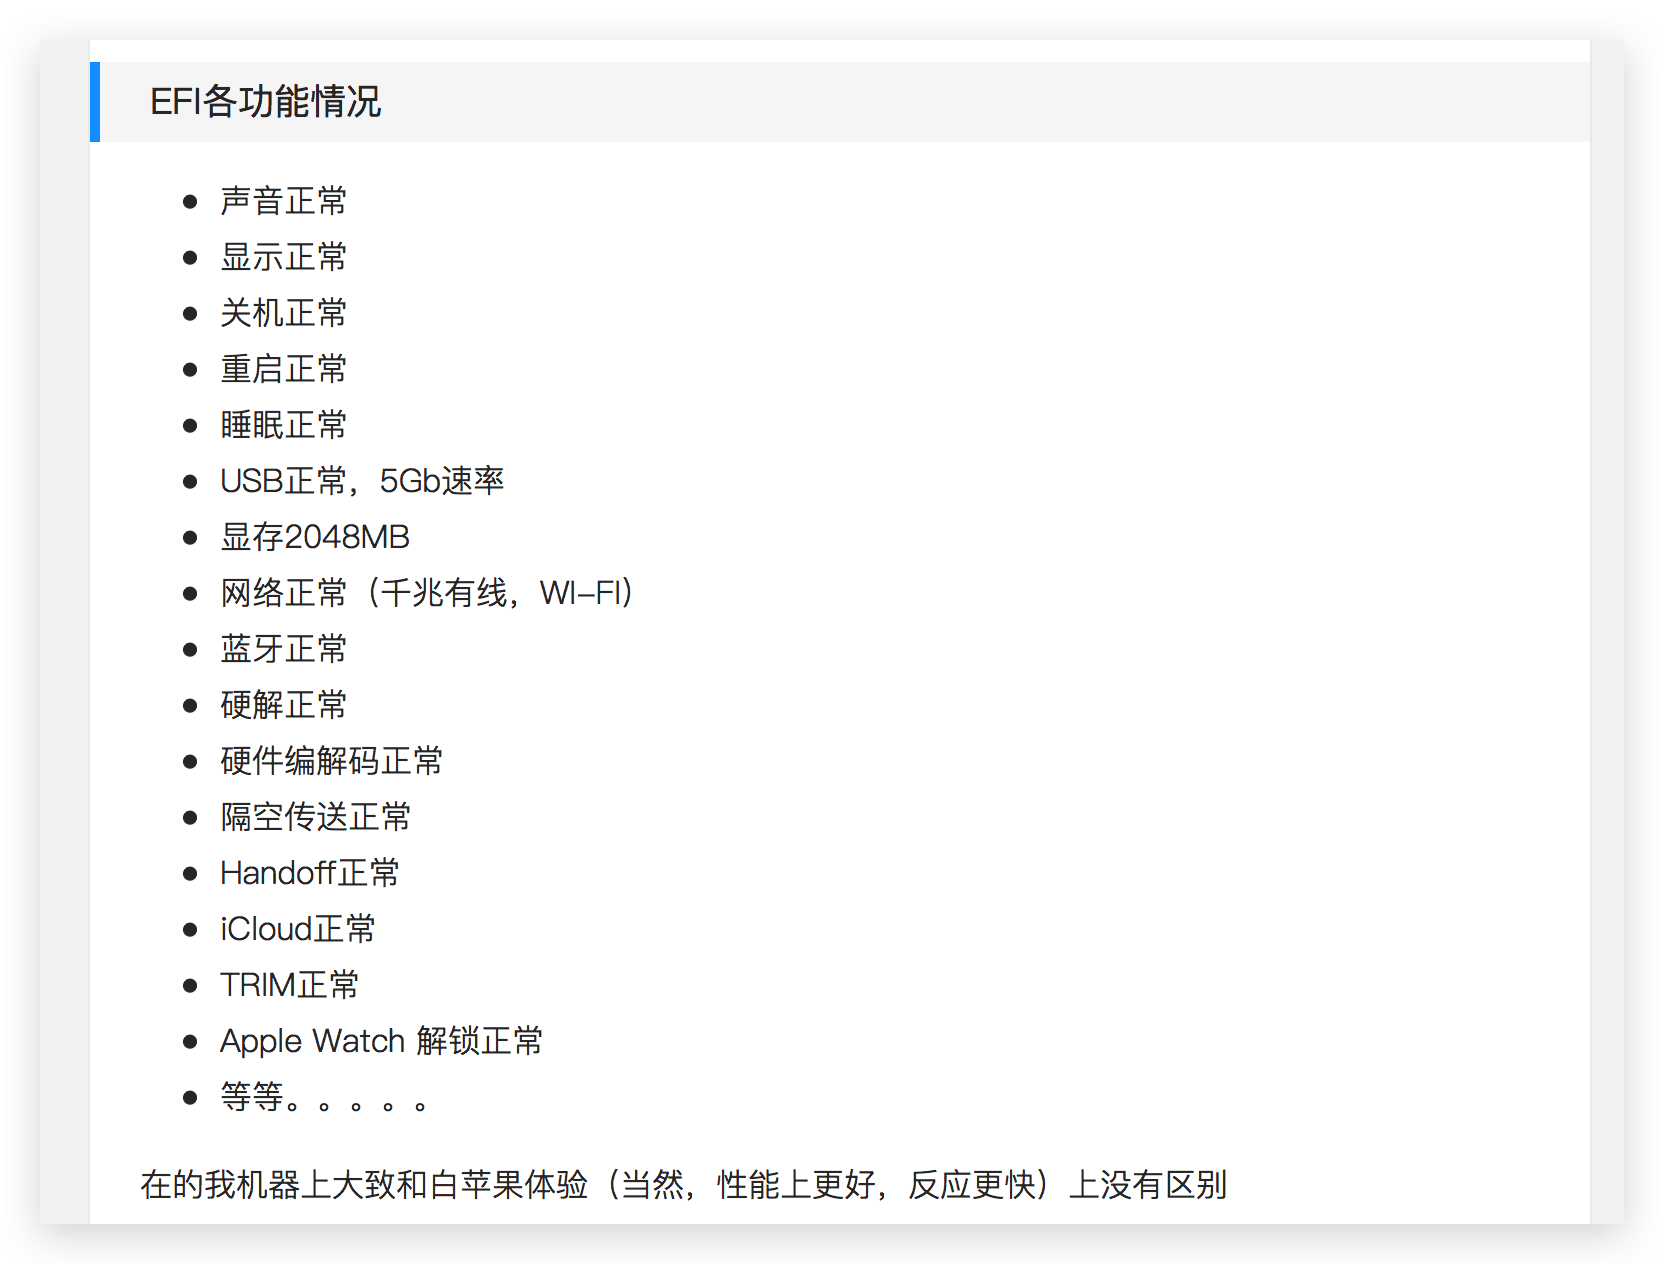 EFI各功能情况
声音正常
显示正常
关机正常
重启正常
睡眠正常
USB正常，5Gb速率
显存2048MB
网络正常（千兆有线，WI-FI）
蓝牙正常
硬解正常
硬件编解码正常
隔空传送正常
Handoff正常
iCloud正常
TRIM正常
Apple Watch 解锁正常
等等。。。。。
在的我机器上大致和白苹果体验（当然，性能上更好，反应更快）上没有区别